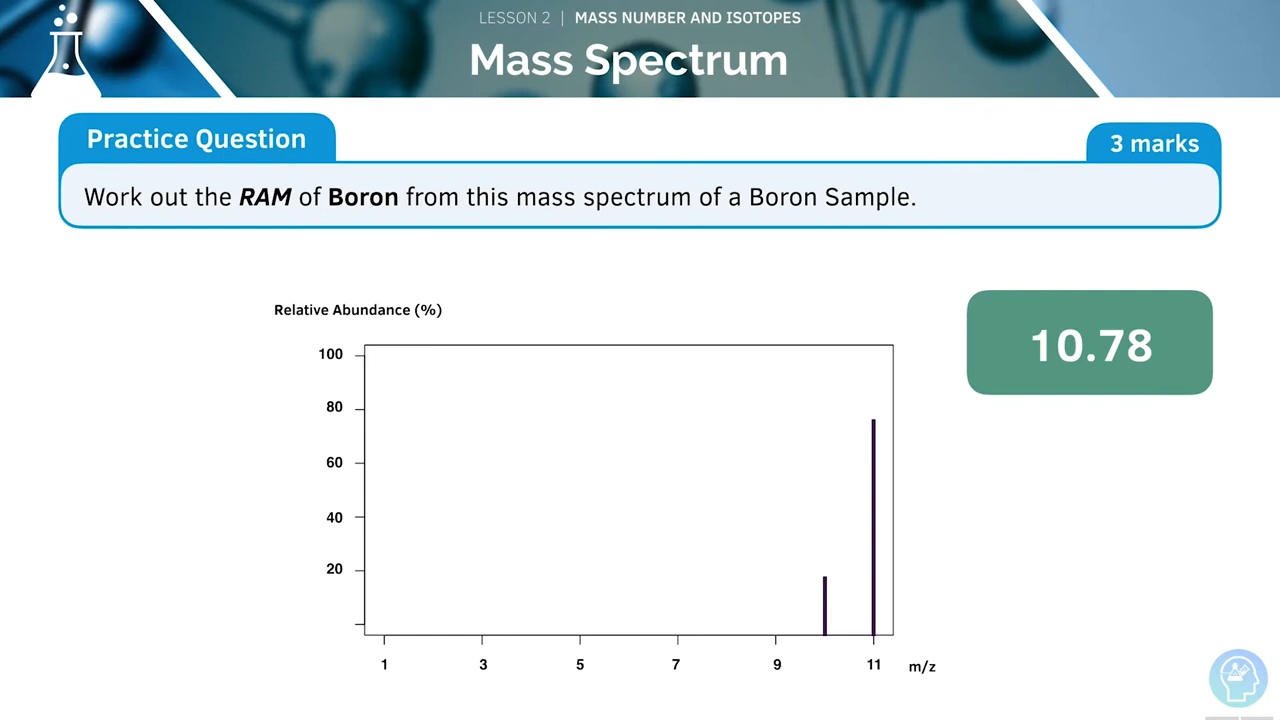 LESSON 2 | MASS NUMBER AND ISOTOPES
Mass Spectrum
Practice Question
3 marks
Work out the RAM of Boron from this mass spectrum of a Boron Sample.
Relative Abundance (%)
10.78
100
80
60
40
20
1 3 5 7 9 11 m/z